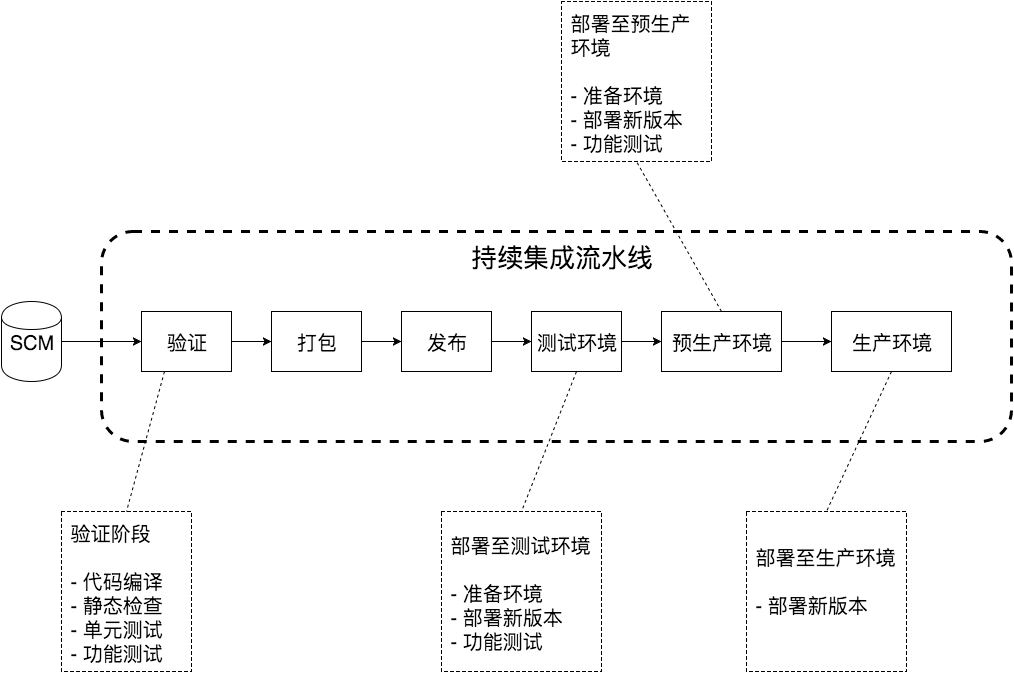 部署至预生产
环境
- 准备环境
- 部署新版本
- 功能测试
持续集成流水线
SCM
验证
打包
发布
测试环境
预生产环境
生产环境
验证阶段
- 代码编译
- 静态检查
- 单元测试
- 功能测试
部署至测试环境
- 准备环境
- 部署新版本
- 功能测试
部署至生产环境
- 部署新版本